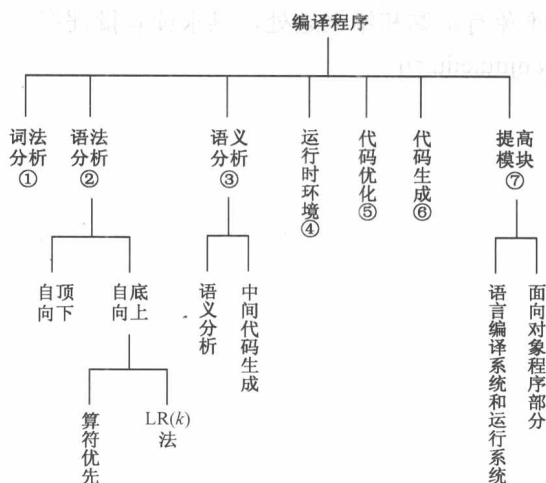 编译程序
词法分析①
语法分析②
语义分析③
运行时环境④
代码优化⑤
代码生成⑥
提高模块⑦
自顶向下
自底向上
语义分析
中间代码生成
语言编译系统和运行系统
面向对象程序部分
算符优先
LR(k)法